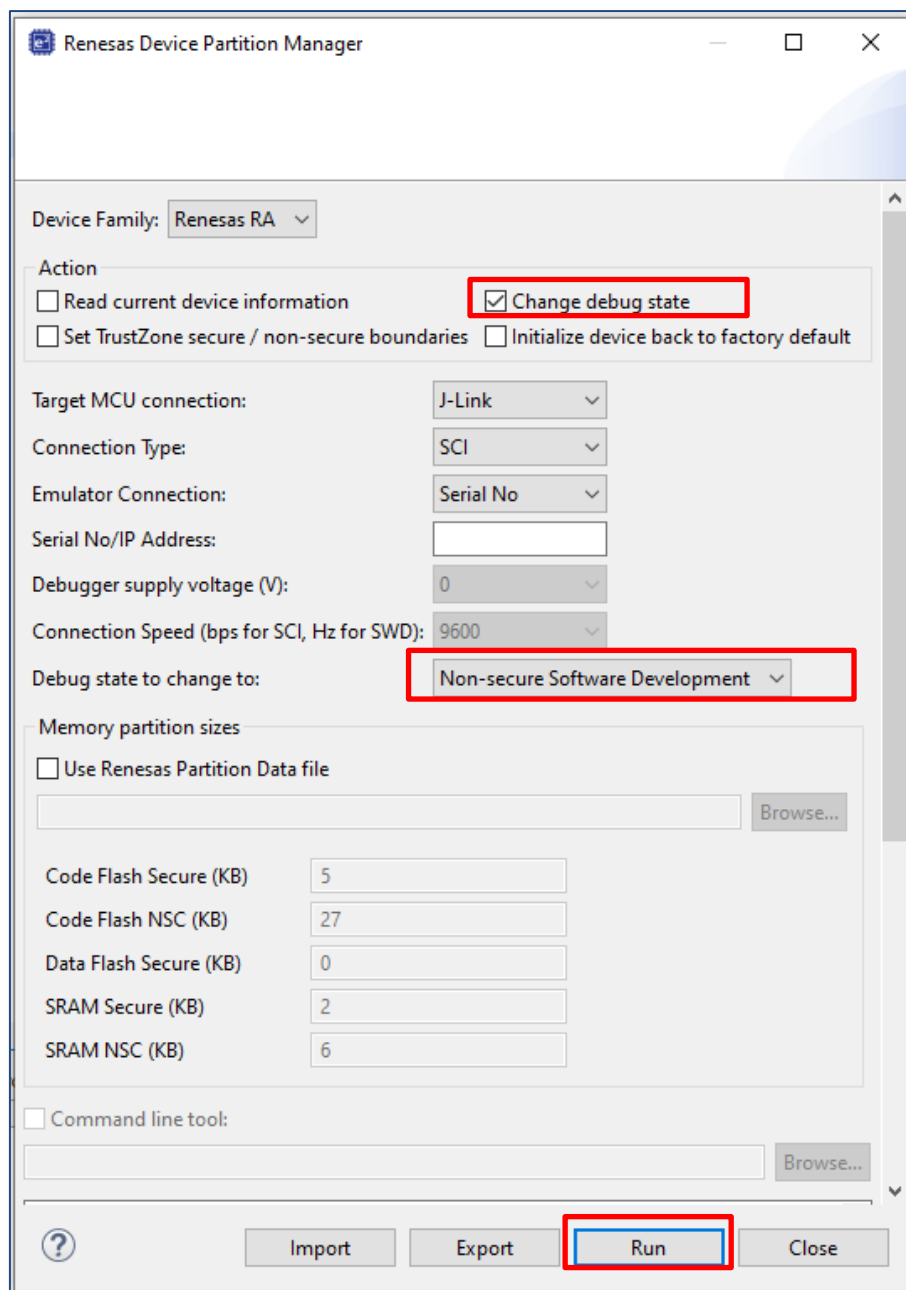 Renesas Device Partition Manager
Device Family: Renesas RA
Action
Read current device information Change debug state
Set TrustZone secure / non-secure boundaries Initialize device back to factory default
Target MCU connection: J-Link
Connection Type: SCI
Emulator Connection: Serial No
Serial No/IP Address:
Debugger supply voltage (V): 0
Connection Speed (bps for SCI, Hz for SWD): 9600
Debug state to change to: Non-secure Software Development
Memory partition sizes
Use Renesas Partition Data file
Browse...
Code Flash Secure (KB) 5
Code Flash NSC (KB) 27
Data Flash Secure (KB) 0
SRAM Secure (KB) 2
SRAM NSC (KB) 6
Command line tool:
Browse...
? Import Export Run Close